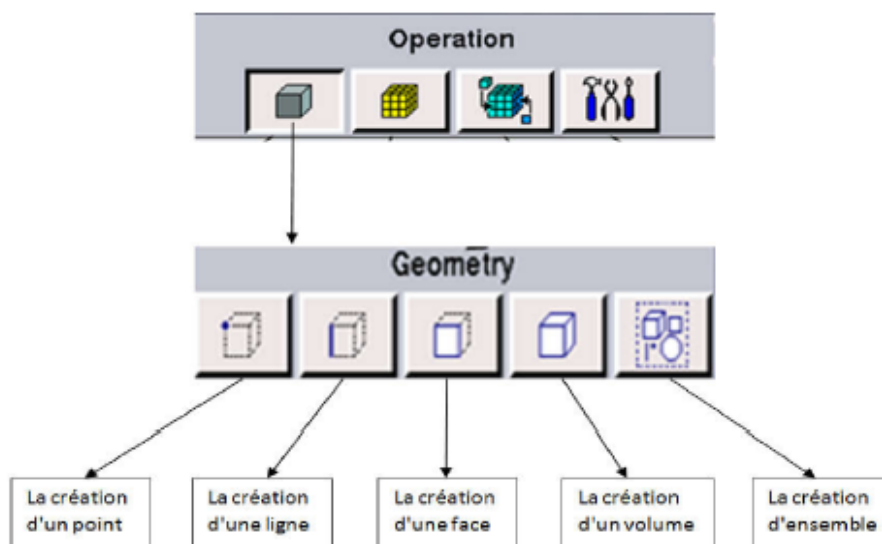 Operation
Geometry
La création
d'un point
La création
d'une ligne
La création
d'une face
La création
d'un volume
La création
d'ensemble